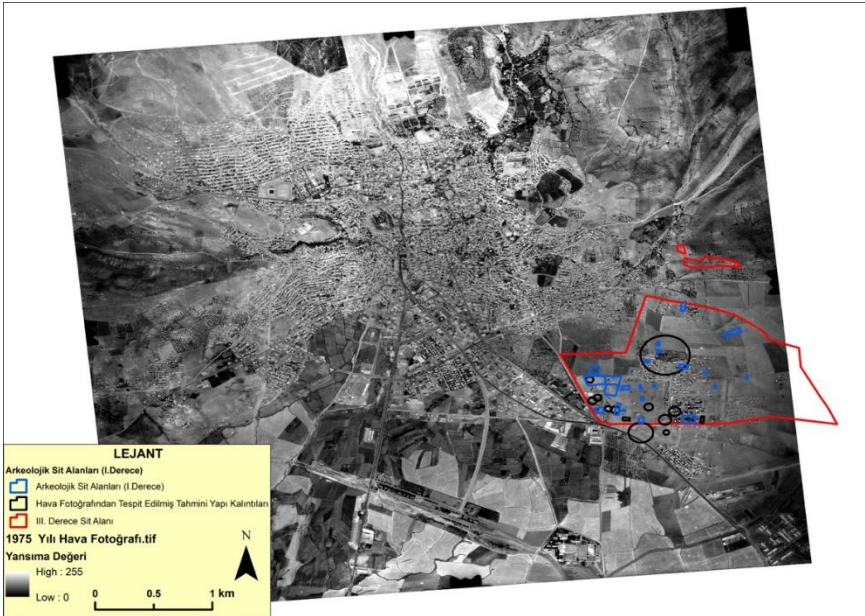 LEJANT
Arkeolojik Sit Alanları (I.Derece)
Arkeolojik Sit Alanları (I.Derece)
Hava Fotoğrafından Tespit Edilmiş Tahmini Yapı Kalıntıları
III. Derece Sit Alanı
1975 Yılı Hava Fotoğrafı.tif
Yansıma Değeri
High : 255
Low : 0
0 0.5 1 km
N